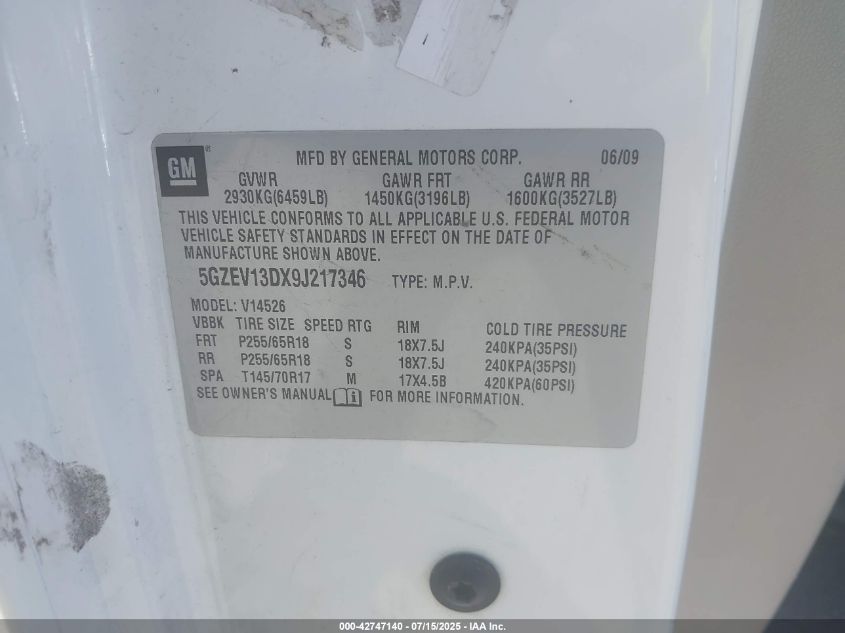 GM
MFD BY GENERAL MOTORS CORP. 06/09
GVWR GAWR FRT GAWR RR
2930KG(6459LB) 1450KG(3196LB) 1600KG(3527LB)
THIS VEHICLE CONFORMS TO ALL APPLICABLE U.S. FEDERAL MOTOR
VEHICLE SAFETY STANDARDS IN EFFECT ON THE DATE OF
MANUFACTURE SHOWN ABOVE.
5GZEV13DX9J217346 TYPE: M.P.V.
MODEL: V14526
VBBK TIRE SIZE SPEED RTG RIM COLD TIRE PRESSURE
FRT P255/65R18 S 18X7.5J 240KPA(35PSI)
RR P255/65R18 S 18X7.5J 240KPA(35PSI)
SPA T145/70R17 M 17X4.5B 420KPA(60PSI)
SEE OWNER'S MANUAL FOR MORE INFORMATION.
000-42747140 - 07/15/2025 - IAA Inc.